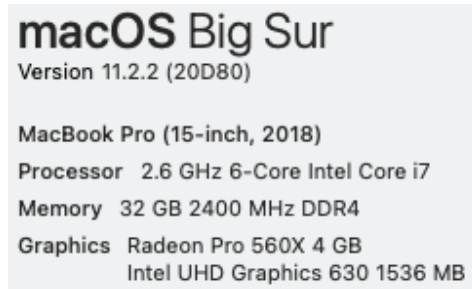 macOS Big Sur
Version 11.2.2 (20D80)
MacBook Pro (15-inch, 2018)
Processor 2.6 GHz 6-Core Intel Core i7
Memory 32 GB 2400 MHz DDR4
Graphics Radeon Pro 560X 4 GB
Intel UHD Graphics 630 1536 MB